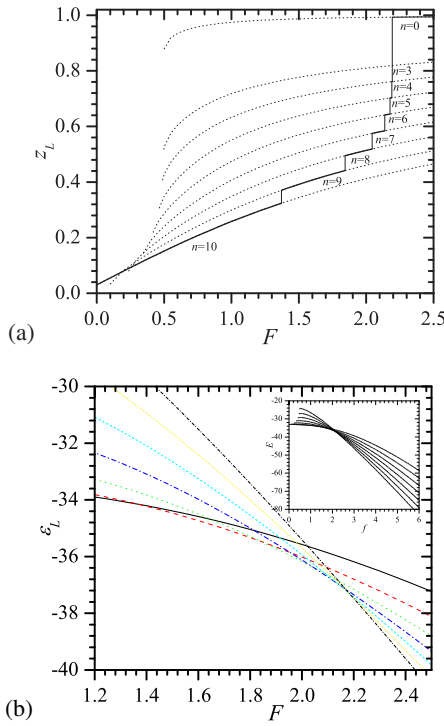 1.0
0.8
0.6
0.4
0.2
0.0
z_L
n=0
n=3
n=4
n=5
n=6
n=7
n=8
n=9
n=10
0.0 0.5 1.0 1.5 2.0 2.5
(a)
F
-30
-32
-34
-36
-38
-40
ε_L
-20
-30
-40
-50
-60
-70
-80
E
0 1 2 3 4 5 6
f
1.2 1.4 1.6 1.8 2.0 2.2 2.4
(b)
F